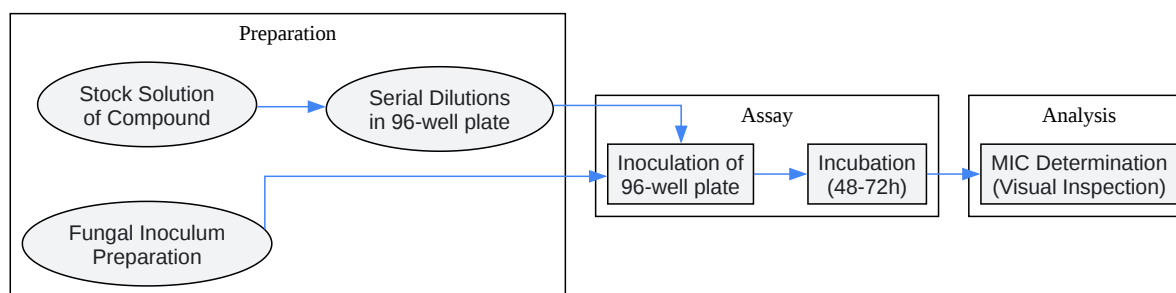 Preparation
Stock Solution
of Compound
Serial Dilutions
in 96-well plate
Fungal Inoculum
Preparation
Assay
Inoculation of
96-well plate
Incubation
(48-72h)
Analysis
MIC Determination
(Visual Inspection)